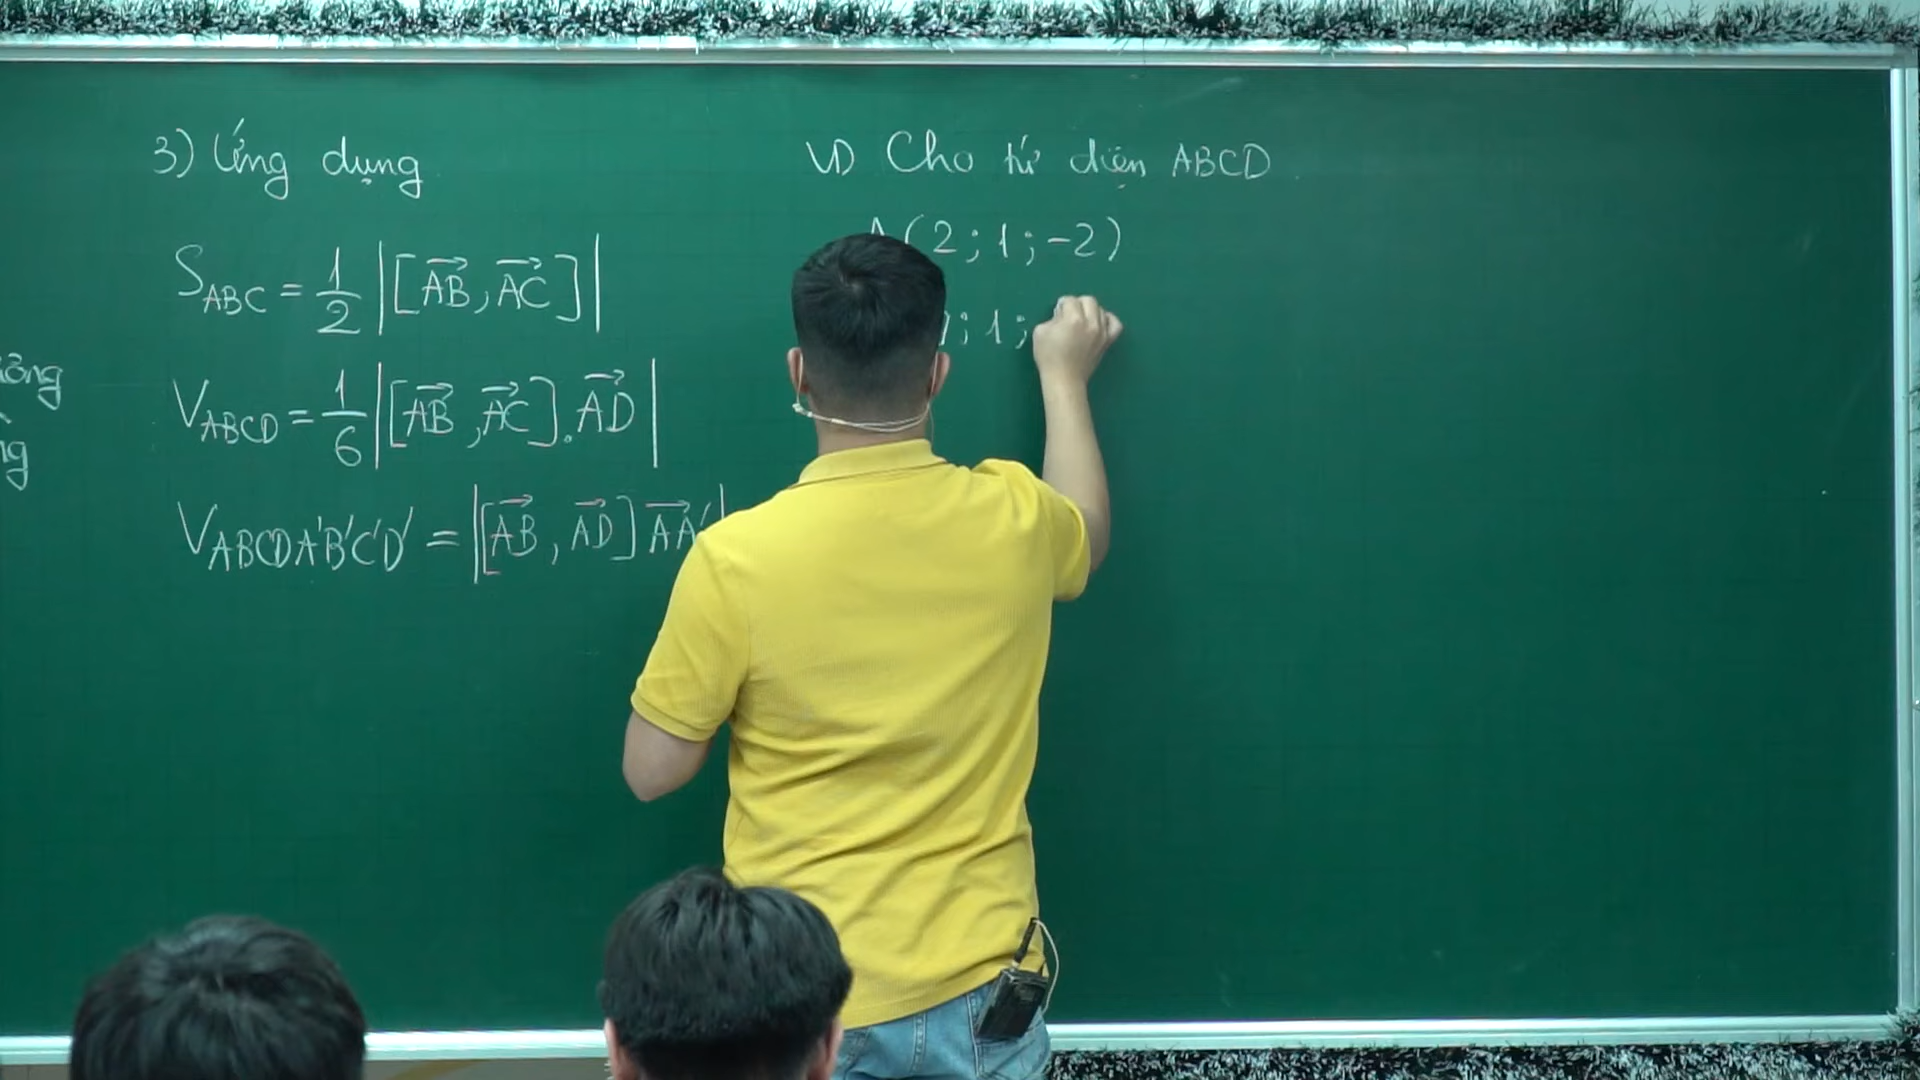 3) Ứng dụng
S_ABC = 1/2 |[AB→, AC→]|
V_ABCD = 1/6 |[AB→, AC→].AD→|
V_ABCDA'B'C'D' = |[AB→, AD→] AA'→|
VD Cho tứ diện ABCD
A(2;1;-2)
;1;